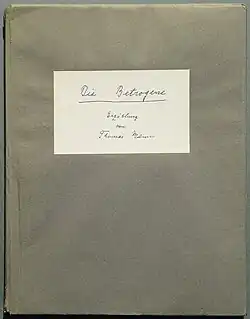 Die Betrogene
Erzählung
von
Thomas Mann